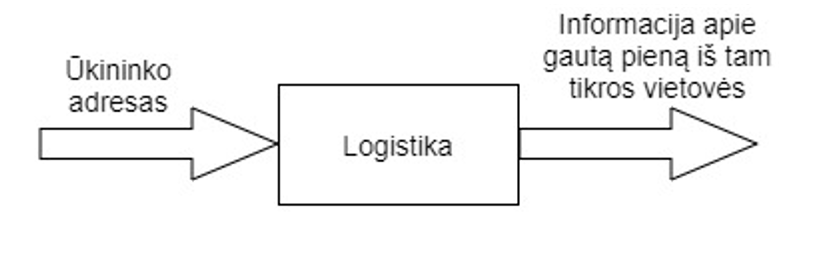 Ūkininko
adresas
Logistika
Informacija apie
gautą pieną iš tam
tikros vietovės